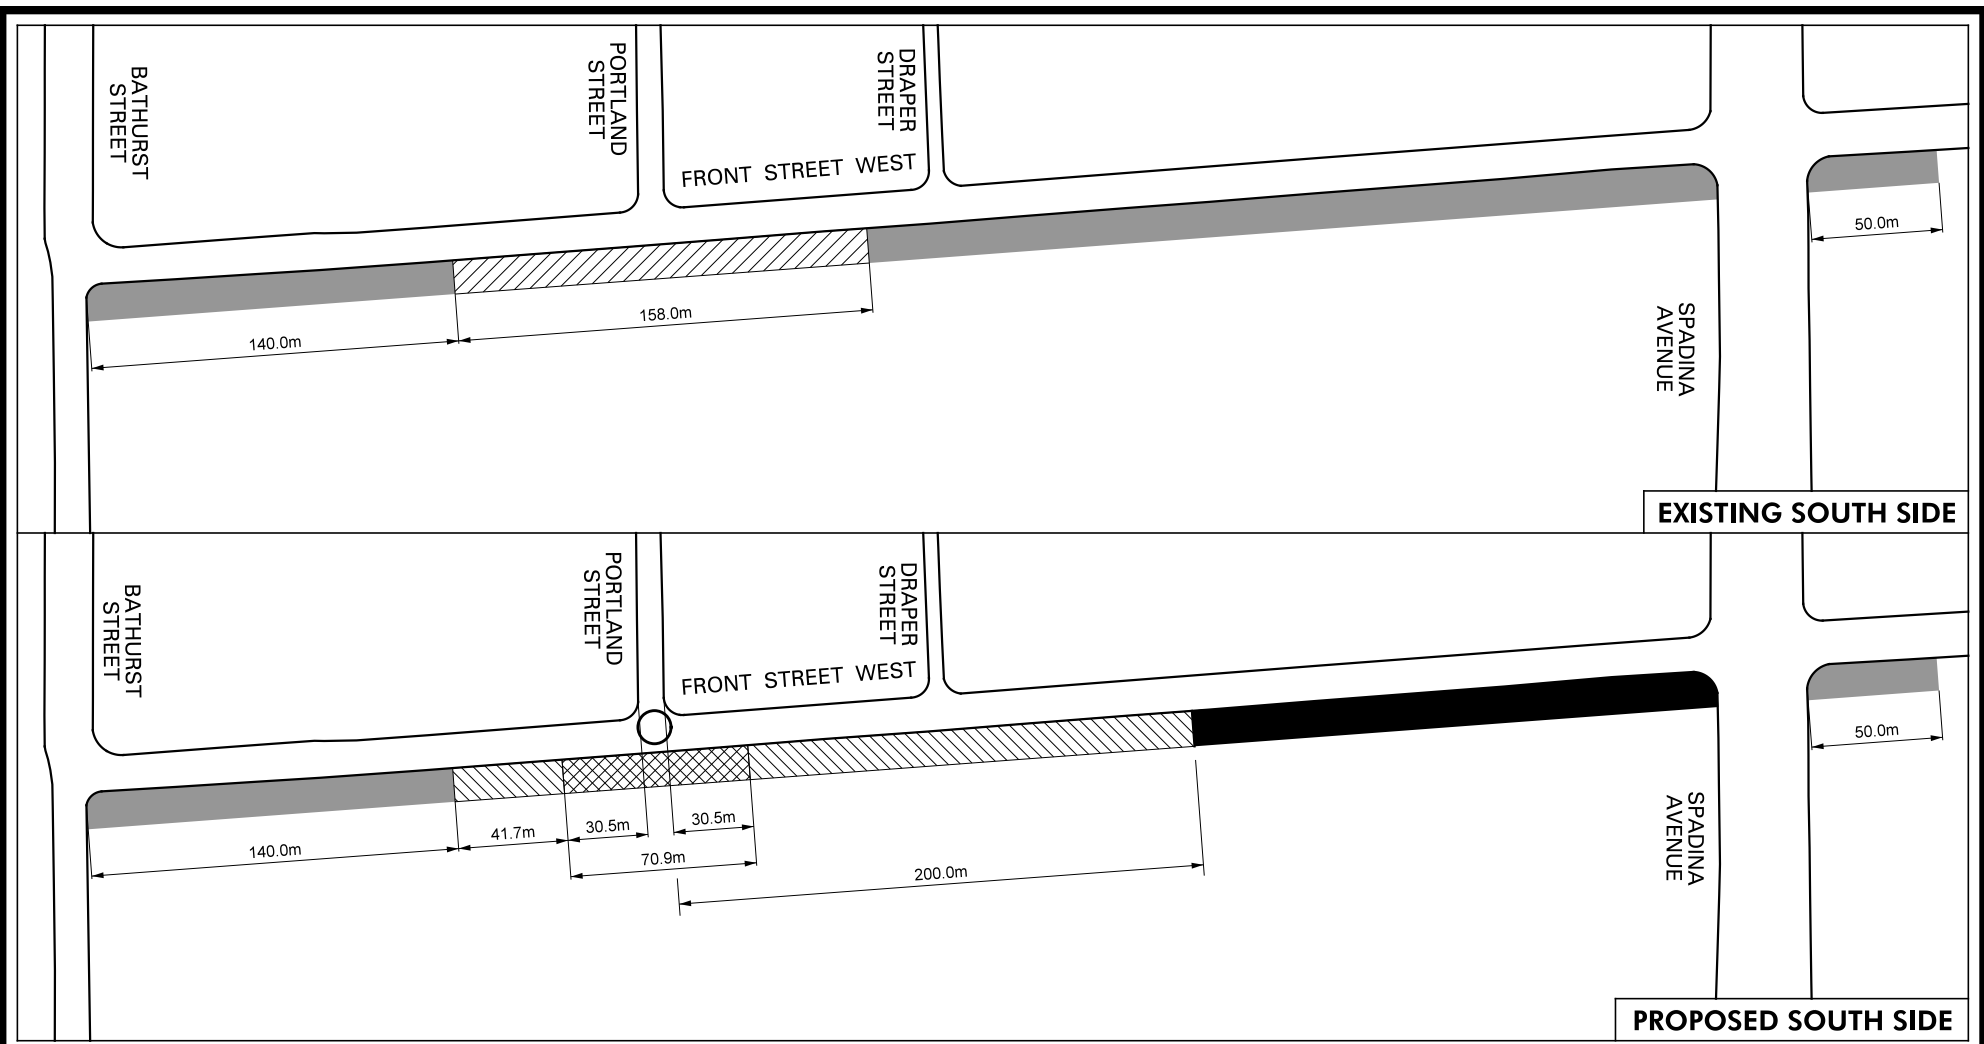 BATHURST
STREET
PORTLAND
STREET
DRAPER
STREET
FRONT STREET WEST
50.0m
158.0m
140.0m
SPADINA
AVENUE
EXISTING SOUTH SIDE
BATHURST
STREET
PORTLAND
STREET
DRAPER
STREET
FRONT STREET WEST
50.0m
30.5m
30.5m
41.7m
140.0m
70.9m
200.0m
SPADINA
AVENUE
PROPOSED SOUTH SIDE